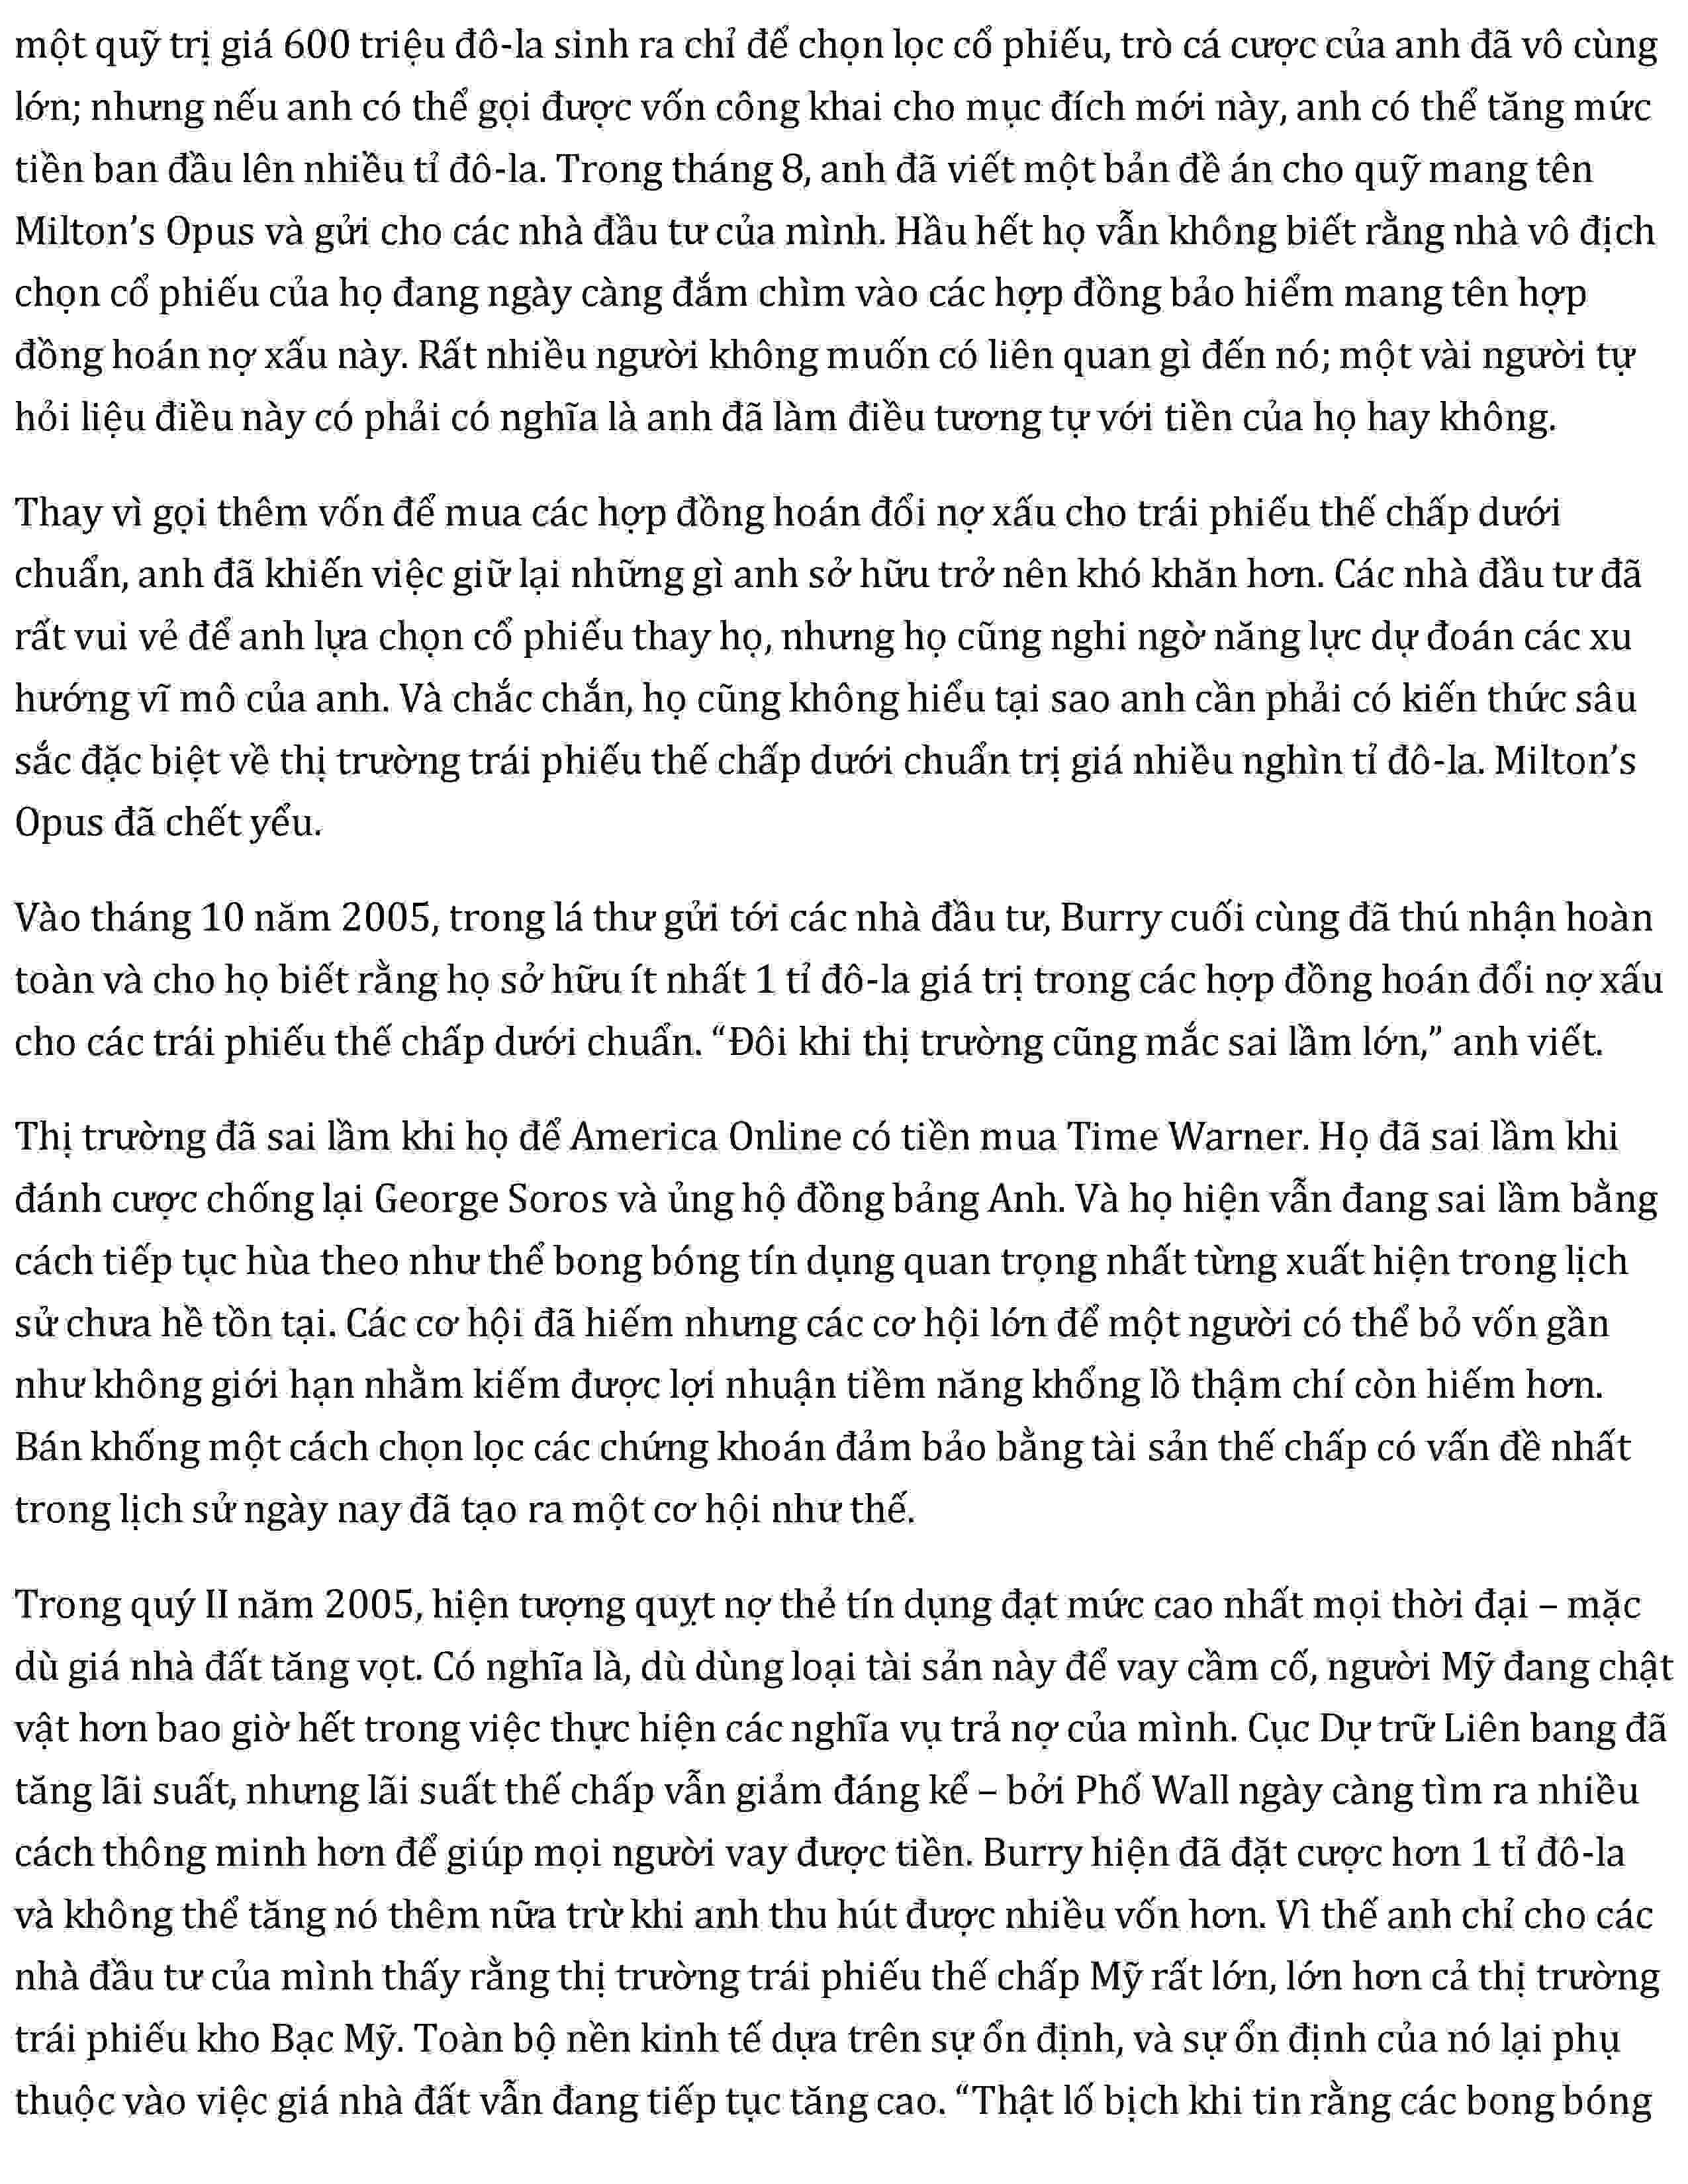 một quỹ trị giá 600 triệu đô-la sinh ra chỉ để chọn lọc cổ phiếu, trò cá cược của anh đã vô cùng
lớn; nhưng nếu anh có thể gọi được vốn công khai cho mục đích mới này, anh có thể tăng mức
tiền ban đầu lên nhiều tỉ đô-la. Trong tháng 8, anh đã viết một bản đề án cho quỹ mang tên
Milton’s Opus và gửi cho các nhà đầu tư của mình. Hầu hết họ vẫn không biết rằng nhà vô địch
chọn cổ phiếu của họ đang ngày càng đắm chìm vào các hợp đồng bảo hiểm mang tên hợp
đồng hoán nợ xấu này. Rất nhiều người không muốn có liên quan gì đến nó; một vài người tự
hỏi liệu điều này có phải có nghĩa là anh đã làm điều tương tự với tiền của họ hay không.
Thay vì gọi thêm vốn để mua các hợp đồng hoán đổi nợ xấu cho trái phiếu thế chấp dưới
chuẩn, anh đã khiến việc giữ lại những gì anh sở hữu trở nên khó khăn hơn. Các nhà đầu tư đã
rất vui vẻ để anh lựa chọn cổ phiếu thay họ, nhưng họ cũng nghi ngờ năng lực dự đoán các xu
hướng vĩ mô của anh. Và chắc chắn, họ cũng không hiểu tại sao anh cần phải có kiến thức sâu
sắc đặc biệt về thị trường trái phiếu thế chấp dưới chuẩn trị giá nhiều nghìn tỉ đô-la. Milton’s
Opus đã chết yểu.
Vào tháng 10 năm 2005, trong lá thư gửi tới các nhà đầu tư, Burry cuối cùng đã thú nhận hoàn
toàn và cho họ biết rằng họ sở hữu ít nhất 1 tỉ đô-la giá trị trong các hợp đồng hoán đổi nợ xấu
cho các trái phiếu thế chấp dưới chuẩn. “Đôi khi thị trường cũng mắc sai lầm lớn,” anh viết.
Thị trường đã sai lầm khi họ để America Online có tiền mua Time Warner. Họ đã sai lầm khi
đánh cược chống lại George Soros và ủng hộ đồng bảng Anh. Và họ hiện vẫn đang sai lầm bằng
cách tiếp tục hùa theo như thể bong bóng tín dụng quan trọng nhất từng xuất hiện trong lịch
sử chưa hề tồn tại. Các cơ hội đã hiếm nhưng các cơ hội lớn để một người có thể bỏ vốn gần
như không giới hạn nhằm kiếm được lợi nhuận tiềm năng khổng lồ thậm chí còn hiếm hơn.
Bán khống một cách chọn lọc các chứng khoán đảm bảo bằng tài sản thế chấp có vấn đề nhất
trong lịch sử ngày nay đã tạo ra một cơ hội như thế.
Trong quý II năm 2005, hiện tượng quỵt nợ thẻ tín dụng đạt mức cao nhất mọi thời đại – mặc
dù giá nhà đất tăng vọt. Có nghĩa là, dù dùng loại tài sản này để vay cầm cố, người Mỹ đang chật
vật hơn bao giờ hết trong việc thực hiện các nghĩa vụ trả nợ của mình. Cục Dự trữ Liên bang đã
tăng lãi suất, nhưng lãi suất thế chấp vẫn giảm đáng kể – bởi Phố Wall ngày càng tìm ra nhiều
cách thông minh hơn để giúp mọi người vay được tiền. Burry hiện đã đặt cược hơn 1 tỉ đô-la
và không thể tăng nó thêm nữa trừ khi anh thu hút được nhiều vốn hơn. Vì thế anh chỉ cho các
nhà đầu tư của mình thấy rằng thị trường trái phiếu thế chấp Mỹ rất lớn, lớn hơn cả thị trường
trái phiếu kho Bạc Mỹ. Toàn bộ nền kinh tế dựa trên sự ổn định, và sự ổn định của nó lại phụ
thuộc vào việc giá nhà đất vẫn đang tiếp tục tăng cao. “Thật lố bịch khi tin rằng các bong bóng